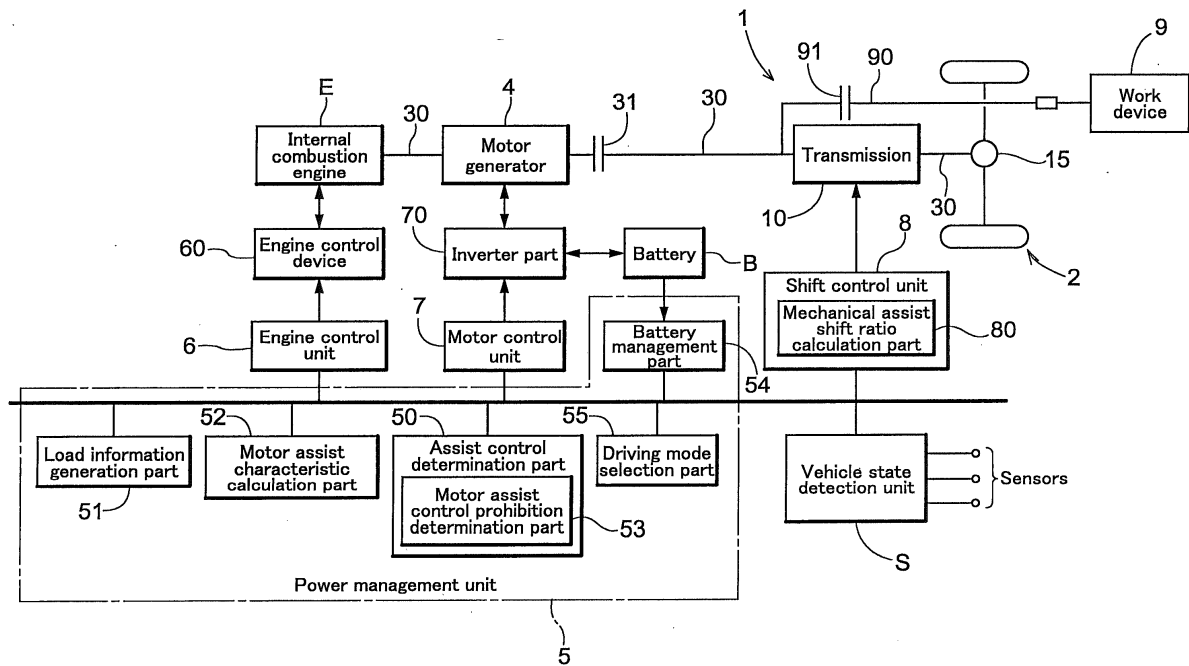 1
9
91
90
E
4
31
Work
device
30
30
Internal
combustion
engine
Motor
generator
Transmission
15
30
10
70
60
Engine control
device
Inverter part
Battery
B
8
2
Shift control unit
Mechanical assist
shift ratio
calculation part
80
7
6
Engine control
unit
Motor control
unit
Battery
management
part
54
52
50
55
Load information
generation part
51
Motor assist
characteristic
calculation part
Assist control
determination part
Motor assist
control prohibition
determination part
53
Driving mode
selection part
Vehicle state
detection unit
Sensors
S
Power management unit
5